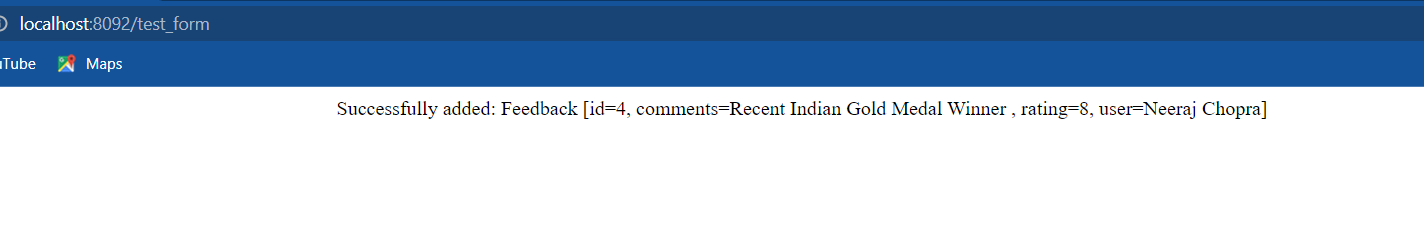 localhost:8092/test_form
uTube Maps
Successfully added: Feedback [id=4, comments=Recent Indian Gold Medal Winner , rating=8, user=Neeraj Chopra]